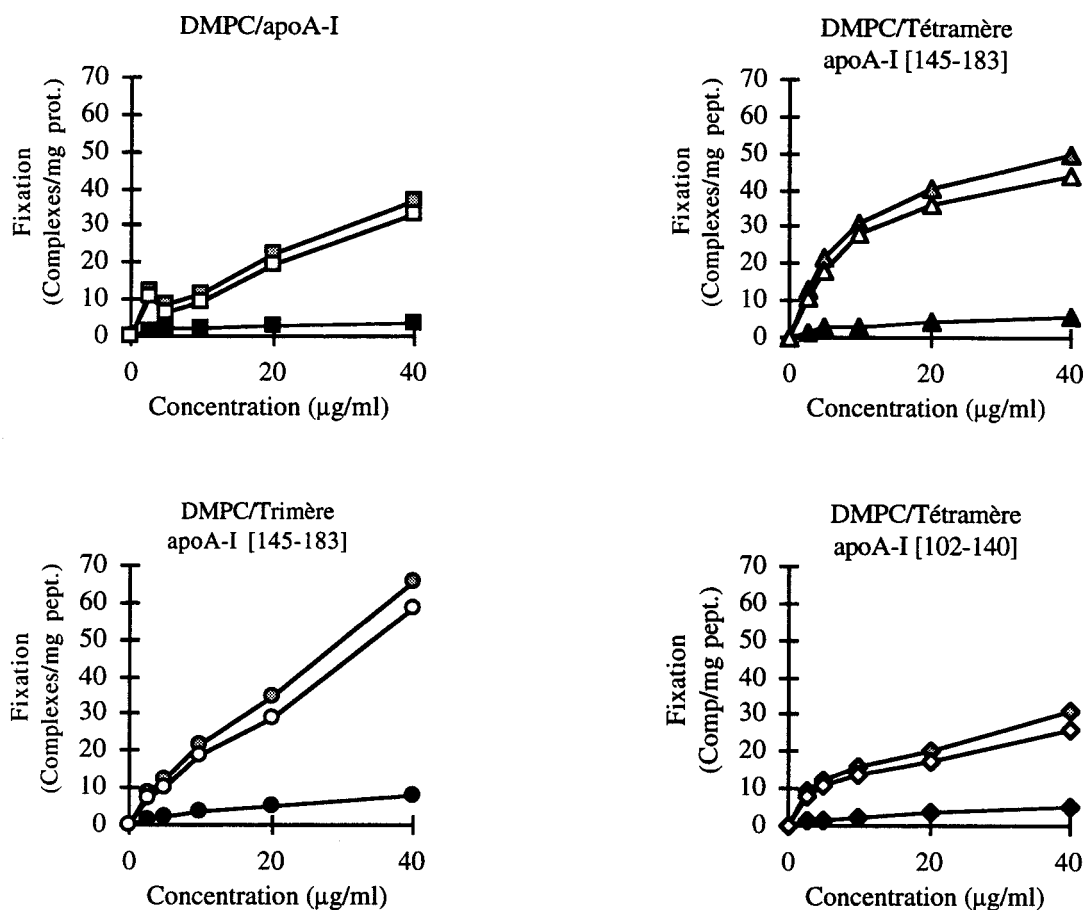 DMPC/apoA-I
70
60
50
40
30
20
10
0
Fixation
(Complexes/mg prot.)
0 20 40
Concentration (µg/ml)
DMPC/Tétramère
apoA-I [145-183]
70
60
50
40
30
20
10
0
Fixation
(Complexes/mg pept.)
0 20 40
Concentration (µg/ml)
DMPC/Trimère
apoA-I [145-183]
70
60
50
40
30
20
10
0
Fixation
((Complexes/mg pept.)
0 20 40
Concentration (µg/ml)
DMPC/Tétramère
apoA-I [102-140]
70
60
50
40
30
20
10
0
Fixation
((Comp/mg pept.)
0 20 40
Concentration (µg/ml)